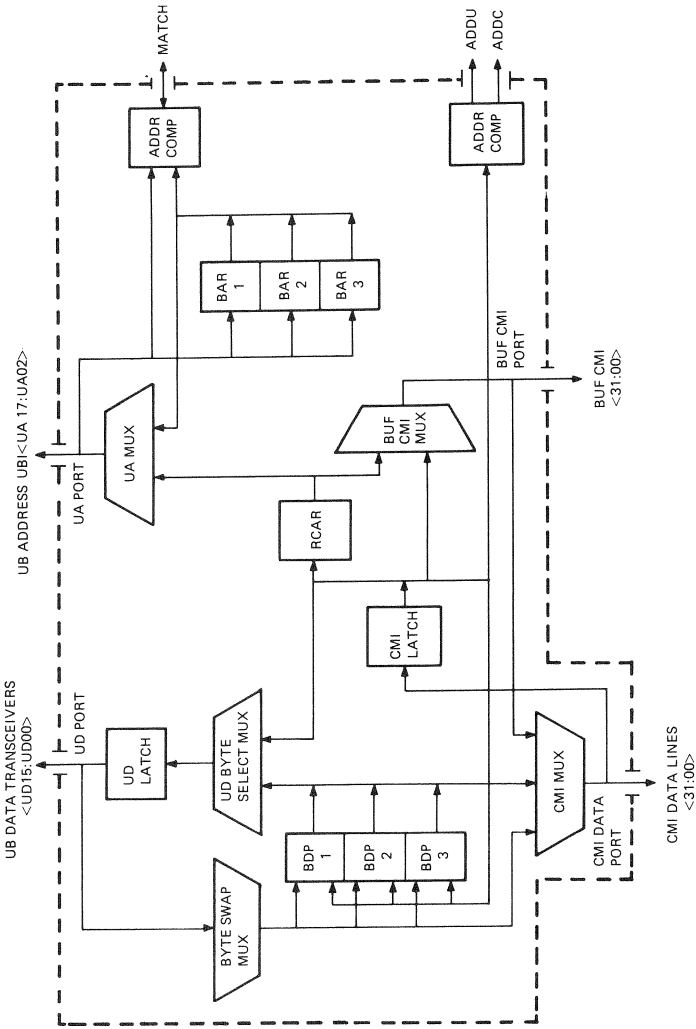 UB DATA TRANSCEIVERS
<UD15:UD00>
UB ADDRESS UBI<UA 17:UA02>
UD PORT
UA PORT
MATCH
BYTE SWAP
MUX
UD
LATCH
UD BYTE
SELECT MUX
UA MUX
ADDR
COMP
BDP
1
BDP
2
BDP
3
RCAR
BAR
1
BAR
2
BAR
3
CMI
LATCH
BUF
CMI
MUX
ADDR
COMP
ADDU
ADDC
CMI MUX
CMI DATA
PORT
BUF CMI
PORT
CMI DATA LINES
<31:00>
BUF CMI
<31:00>